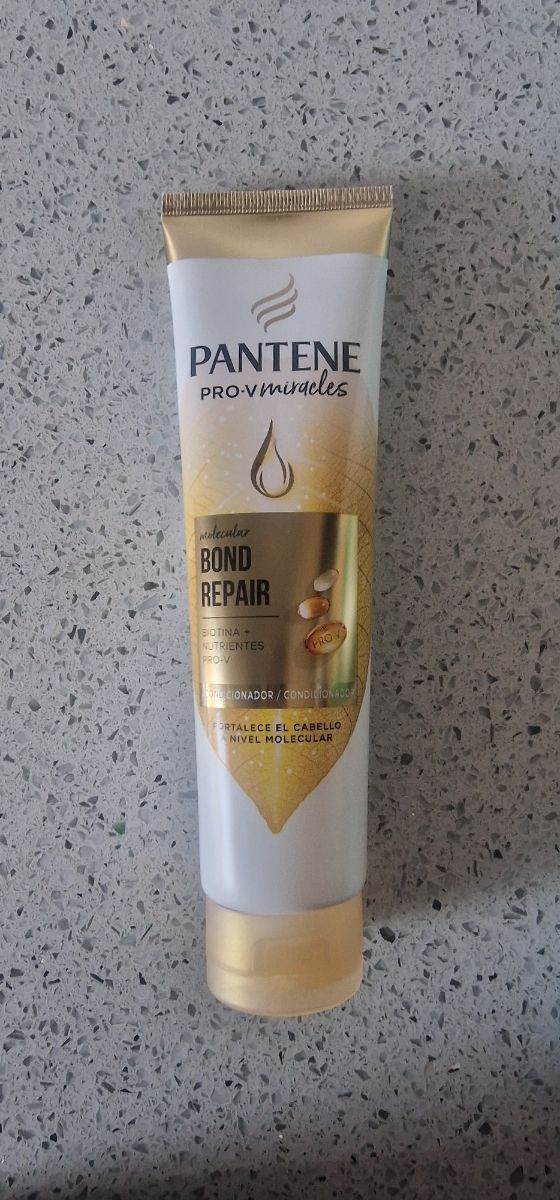 PANTENE
PRO-V miracles
molecular
BOND
REPAIR
BIOTINA +
NUTRIENTES
PRO-V
PRO-V
ACONDICIONADOR / CONDICIONADOR
FORTALECE EL CABELLO
A NIVEL MOLECULAR